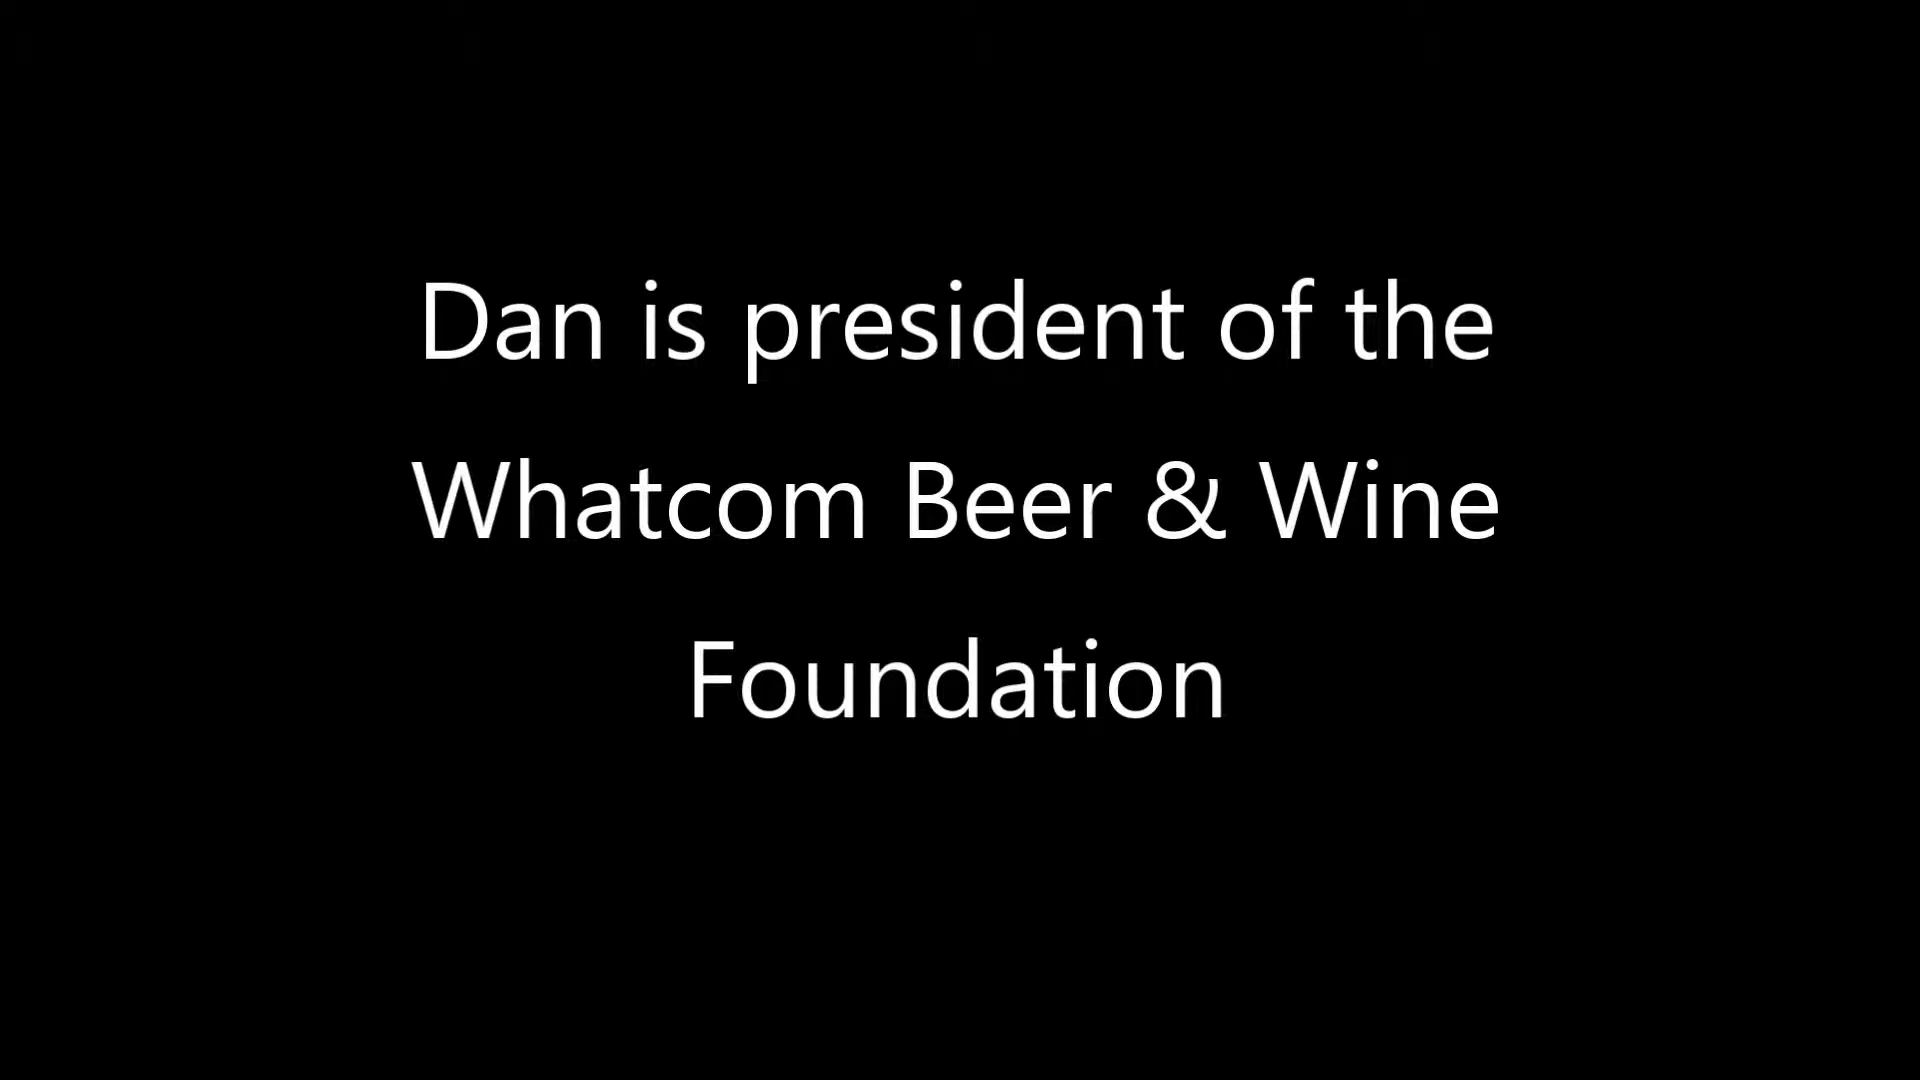 Dan is president of the
Whatcom Beer & Wine
Foundation